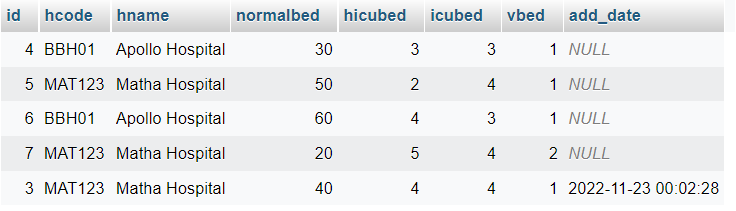 id hcode hname normalbed hicubed icubed vbed add_date
4 BBH01 Apollo Hospital 30 3 3 1 NULL
5 MAT123 Matha Hospital 50 2 4 1 NULL
6 BBH01 Apollo Hospital 60 4 3 1 NULL
7 MAT123 Matha Hospital 20 5 4 2 NULL
3 MAT123 Matha Hospital 40 4 4 1 2022-11-23 00:02:28